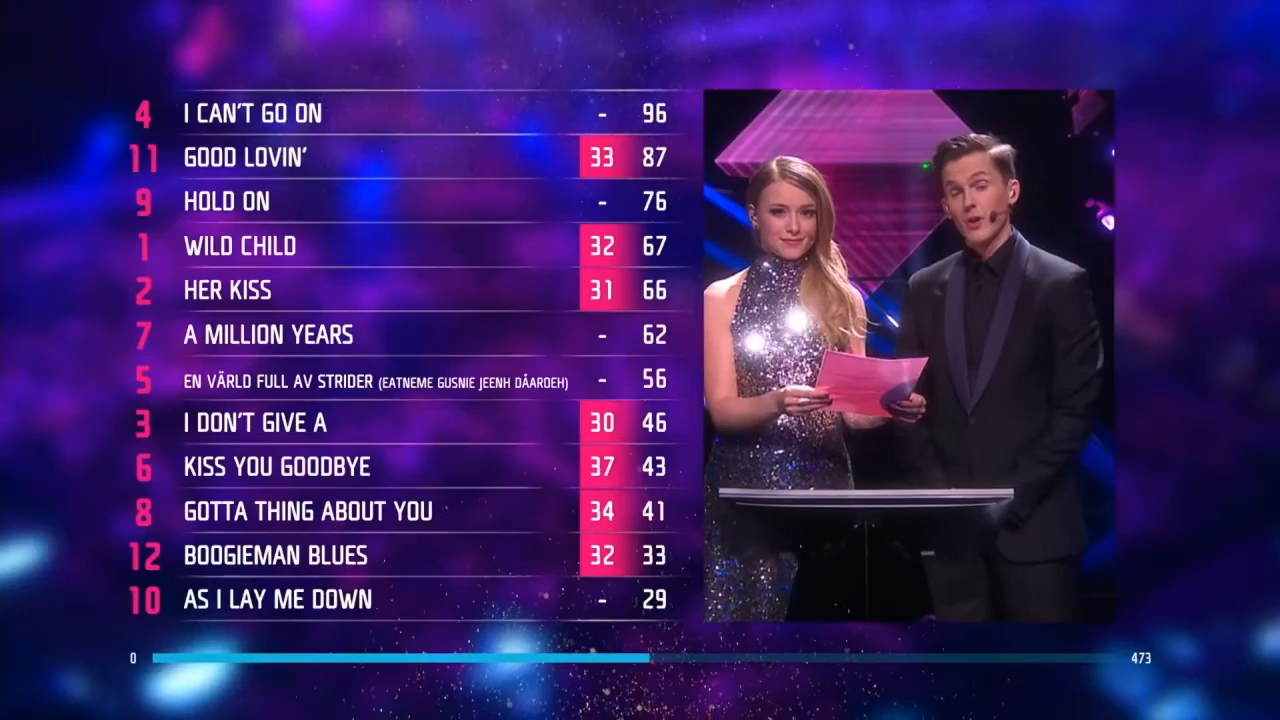 4 I CAN'T GO ON - 96
11 GOOD LOVIN' 33 87
9 HOLD ON - 76
1 WILD CHILD 32 67
2 HER KISS 31 66
7 A MILLION YEARS - 62
5 EN VÄRLD FULL AV STRIDER (EATNEME GUSNIE JEENH DÅAROEH) - 56
3 I DON'T GIVE A 30 46
6 KISS YOU GOODBYE 37 43
8 GOTTA THING ABOUT YOU 34 41
12 BOOGIEMAN BLUES 32 33
10 AS I LAY ME DOWN - 29
0 473